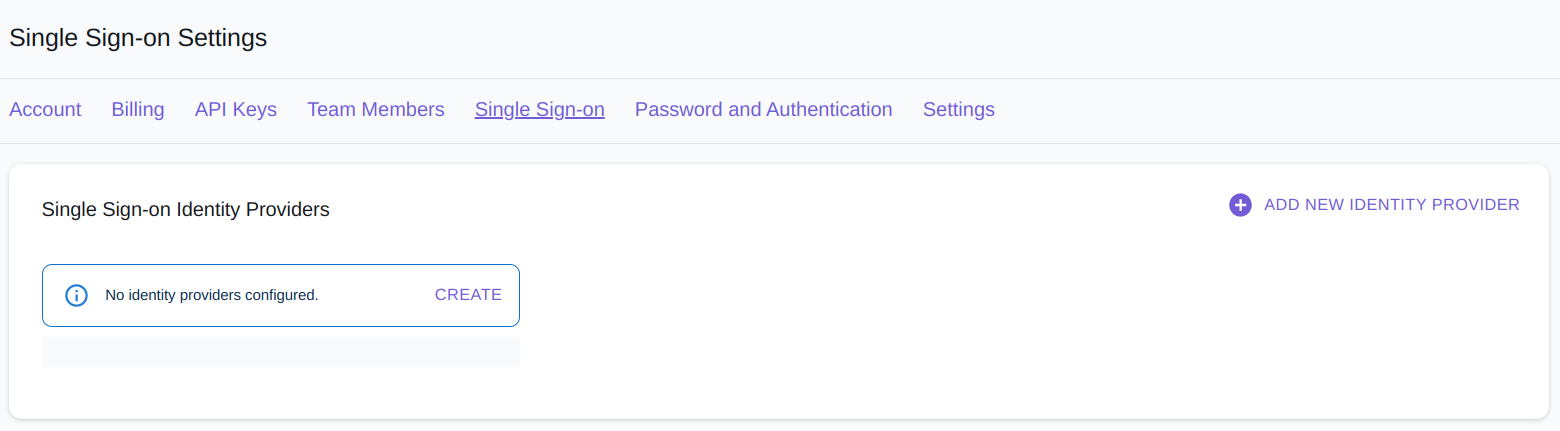 Single Sign-on Settings
Account Billing API Keys Team Members Single Sign-on Password and Authentication Settings
Single Sign-on Identity Providers
ADD NEW IDENTITY PROVIDER
No identity providers configured. CREATE